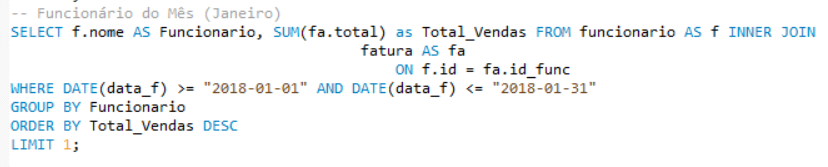 -- Funcionário do Mês (Janeiro)
SELECT f.nome AS Funcionario, SUM(fa.total) as Total_Vendas FROM funcionario AS f INNER JOIN
fatura AS fa
ON f.id = fa.id_func
WHERE DATE(data_f) >= "2018-01-01" AND DATE(data_f) <= "2018-01-31"
GROUP BY Funcionario
ORDER BY Total_Vendas DESC
LIMIT 1;